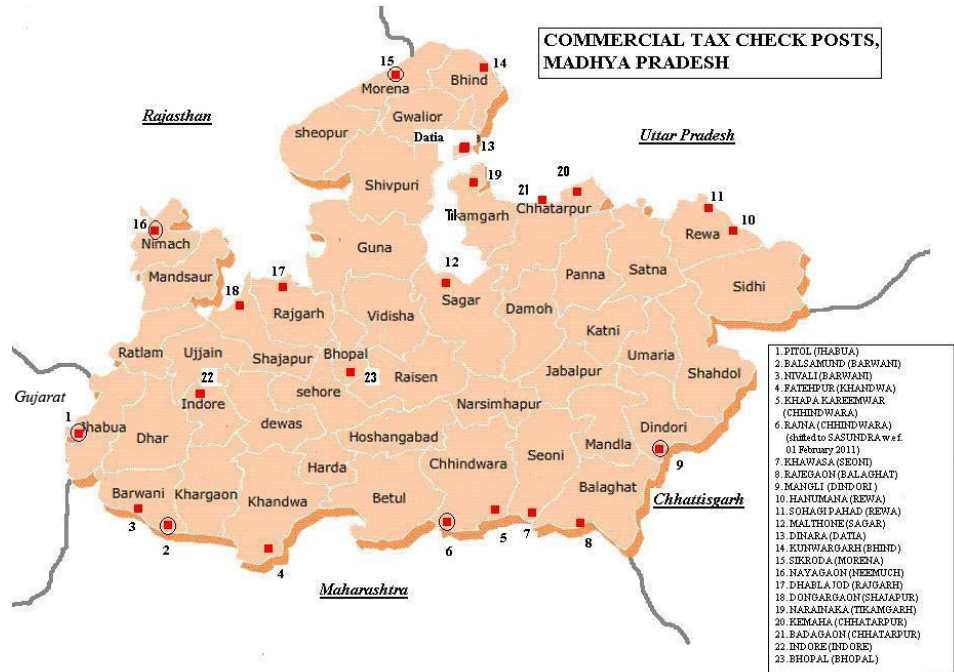 COMMERCIAL TAX CHECK POSTS,
MADHYA PRADESH
15
14
Morena
Bhind
Rajasthan
Gwalior
sheopur
Datia
13
Uttar Pradesh
Shivpuri
19
21
20
11
Tikamgarh
Chhatarpur
16
10
Rewa
Nimach
Guna
Mandsaur
17
12
Panna
Satna
Sidhi
18
Sagar
Rajgarh
Vidisha
Damoh
Katni
Ratlam
Ujjain
Shajapur
Bhopal
Umaria
22
sehore
23
Raisen
Jabalpur
Shahdol
Gujarat
Indore
Narsimhapur
1
Jhabua
Dhar
dewas
Hoshangabad
Dindori
Mandla
Seoni
Harda
Chhindwara
9
Barwani
Khargaon
Khandwa
Betul
Balaghat
Chhattisgarh
3
2
4
6
5
7
8
Maharashtra
1. PITOL (JHABUA)
2. BALSAMUND (BARWANI)
3. NIVALI (BARWANI)
4. FATEHPUR (KHANDWA)
5. KHAPA KAREEMWAR
(CHHINDWARA)
6. RAJNA (CHHINDWARA)
(shifted to SASUNDRA w.e.f.
01 February 2011)
7. KHAWASA (SEONI)
8. RAJEGAON (BALAGHAT)
9. MANGLI (DINDORI)
10. HANUMANA (REWA)
11. SOHAGI PAHAD (REWA)
12. MALTHONE (SAGAR)
13. DINARA (DATIA)
14. KUNWARGARH (BHIND)
15. SIKRODA (MORENA)
16. NAYAGAON (NEEMUCH)
17. DHABLA JOD (RAJGARH)
18. DONGARGAON (SHAJAPUR)
19. NARAINAKA (TIKAMGARH)
20. KEMAHA (CHHATARPUR)
21. BADAGAON (CHHATARPUR)
22. INDORE (INDORE)
23. BHOPAL (BHOPAL)